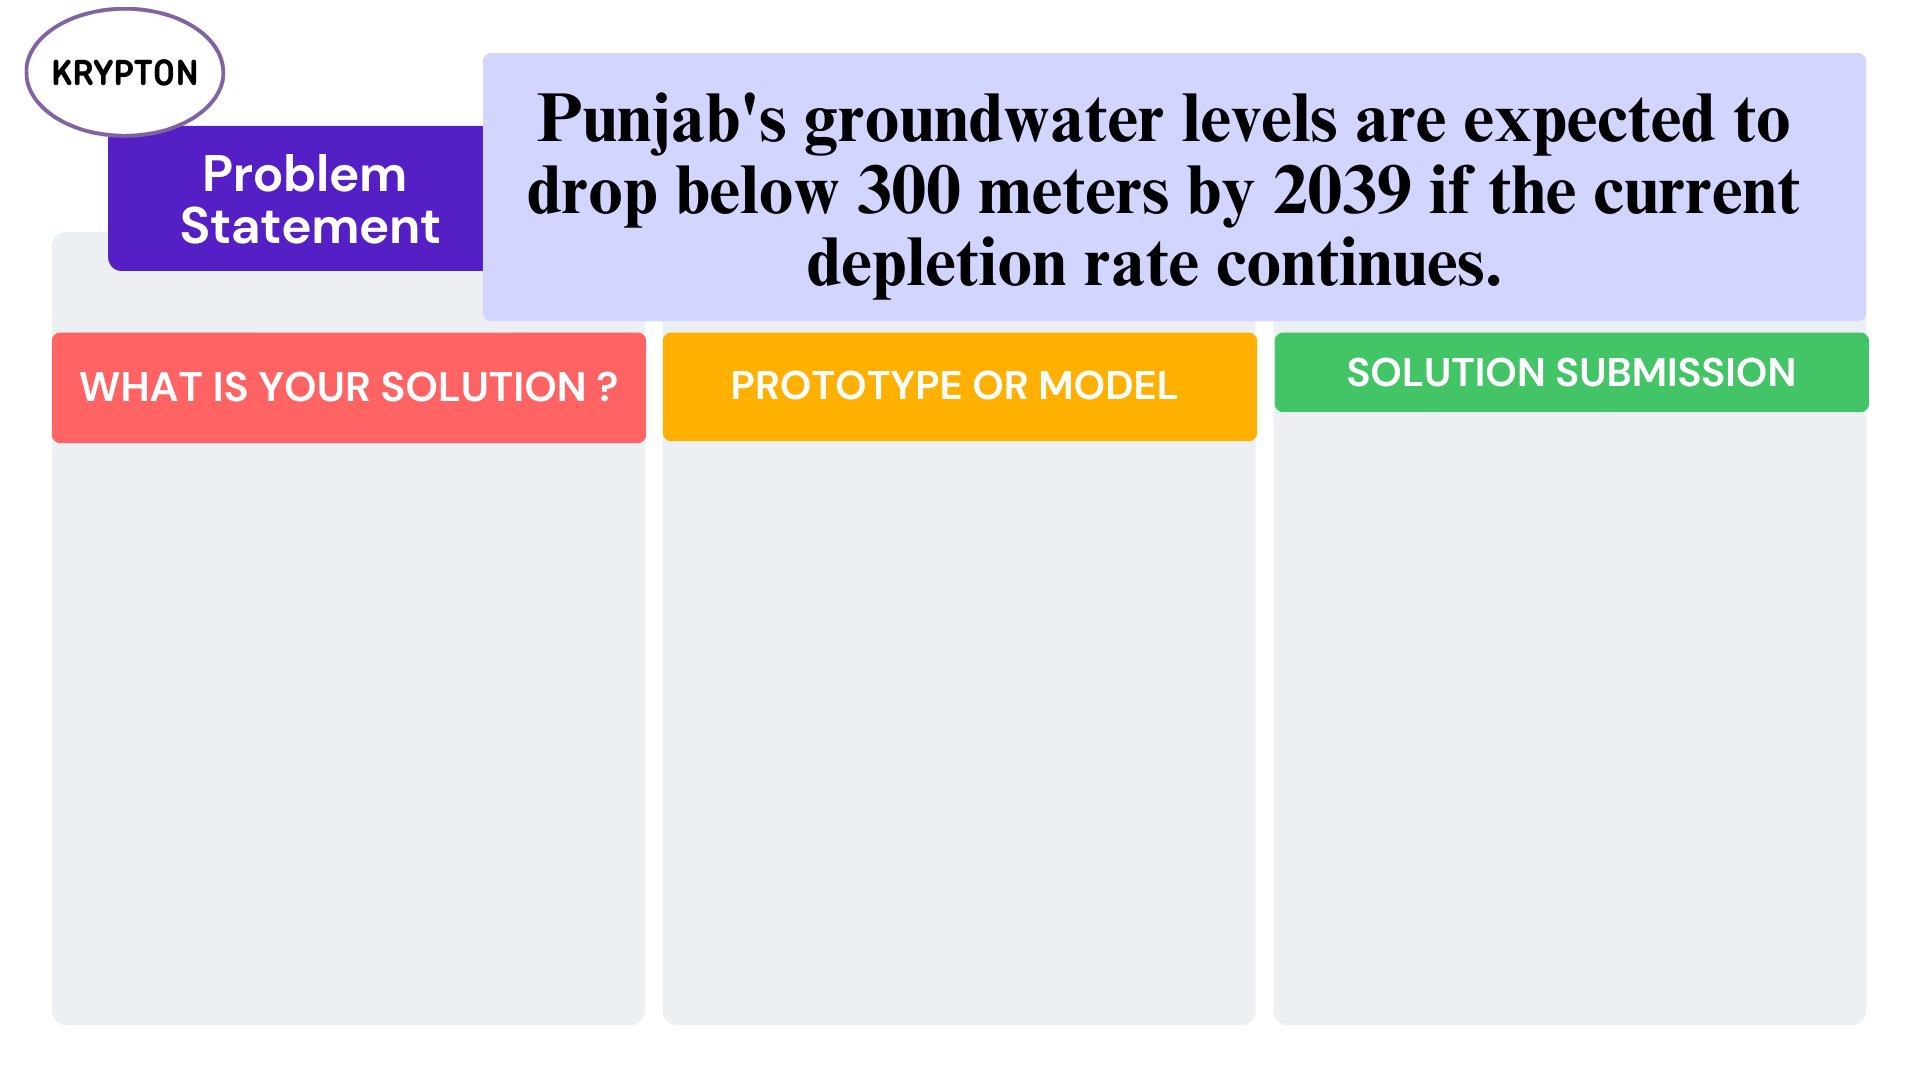 KRYPTON
Problem
Statement
Punjab's groundwater levels are expected to
drop below 300 meters by 2039 if the current
depletion rate continues.
WHAT IS YOUR SOLUTION ?
PROTOTYPE OR MODEL
SOLUTION SUBMISSION